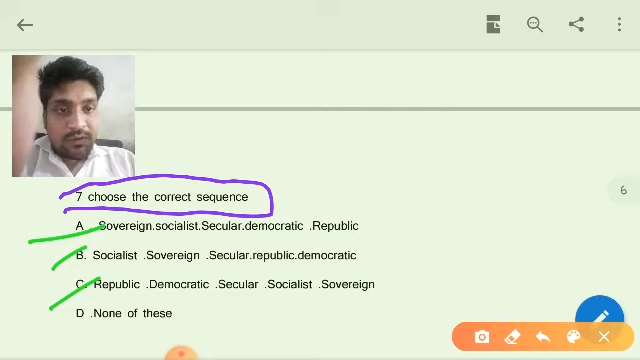 7 choose the correct sequence
A Sovereign.socialist.Secular.democratic .Republic
6
B. Socialist .Sovereign .Secular.republic.democratic
C. Republic .Democratic .Secular .Socialist .Sovereign
D .None of these